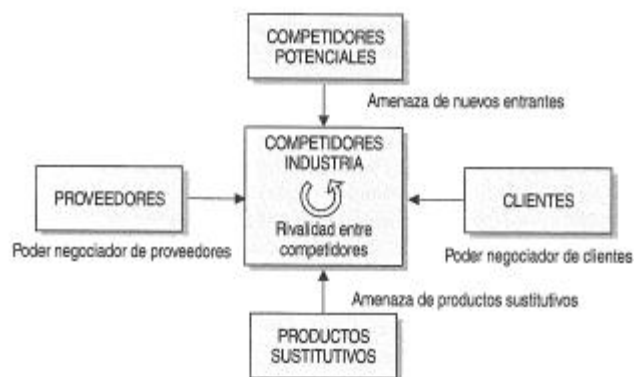 COMPETIDORES
POTENCIALES
Amenaza de nuevos entrantes
COMPETIDORES
INDUSTRIA
Rivalidad entre
competidores
PROVEEDORES
Poder negociador de proveedores
CLIENTES
Poder negociador de clientes
Amenaza de productos sustitutivos
PRODUCTOS
SUSTITUTIVOS